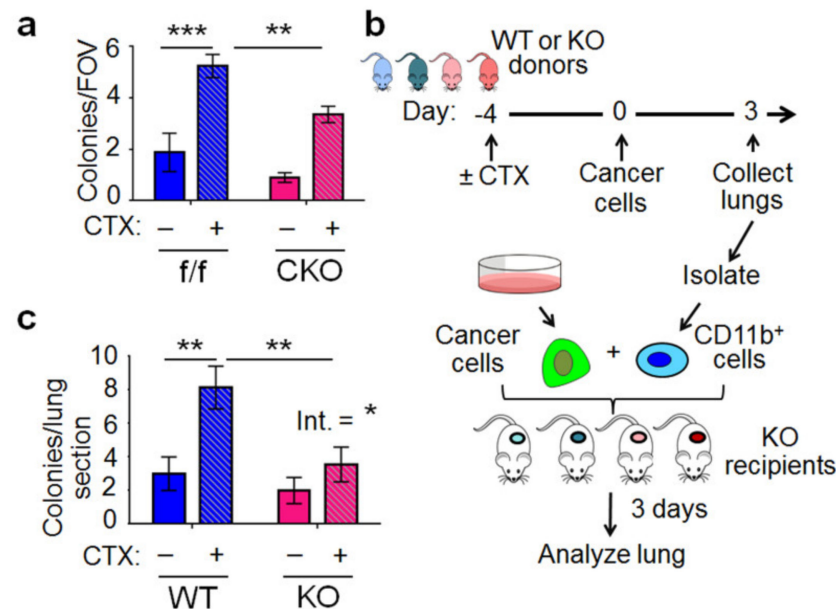 a
*** **
Colonies/FOV
6
4
2
0
CTX: – + – +
f/f CKO
b
WT or KO
donors
Day: -4 0 3
± CTX Cancer Collect
cells lungs
Isolate
Cancer + CD11b⁺
cells cells
KO
recipients
3 days
Analyze lung
c
** **
Colonies/lung
section
10
8
6
4
2
0
Int. = *
CTX: – + – +
WT KO